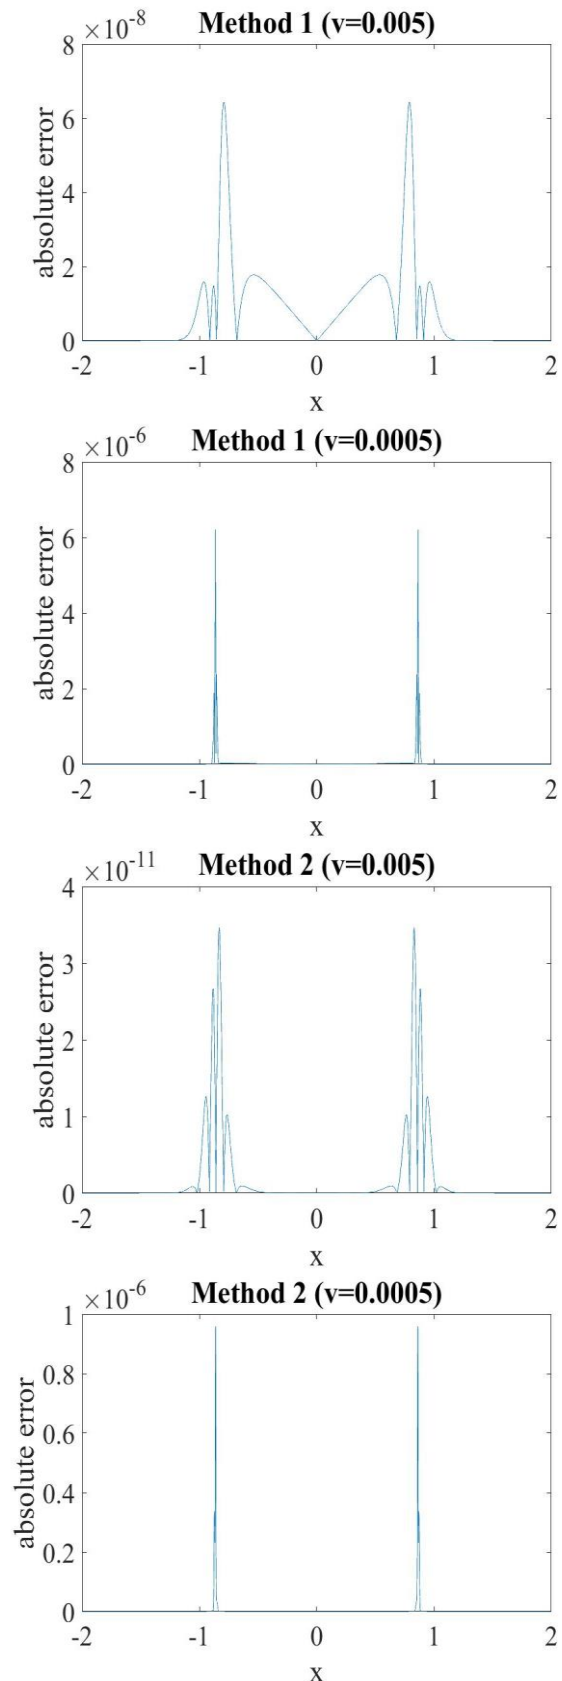 ×10⁻⁸ Method 1 (v=0.005)
8
6
4
2
0
absolute error
-2 -1 0 1 2
x
×10⁻⁶ Method 1 (v=0.0005)
8
6
4
2
0
absolute error
-2 -1 0 1 2
x
×10⁻¹¹ Method 2 (v=0.005)
4
3
2
1
0
absolute error
-2 -1 0 1 2
x
×10⁻⁶ Method 2 (v=0.0005)
1
0.8
0.6
0.4
0.2
0
absolute error
-2 -1 0 1 2
x